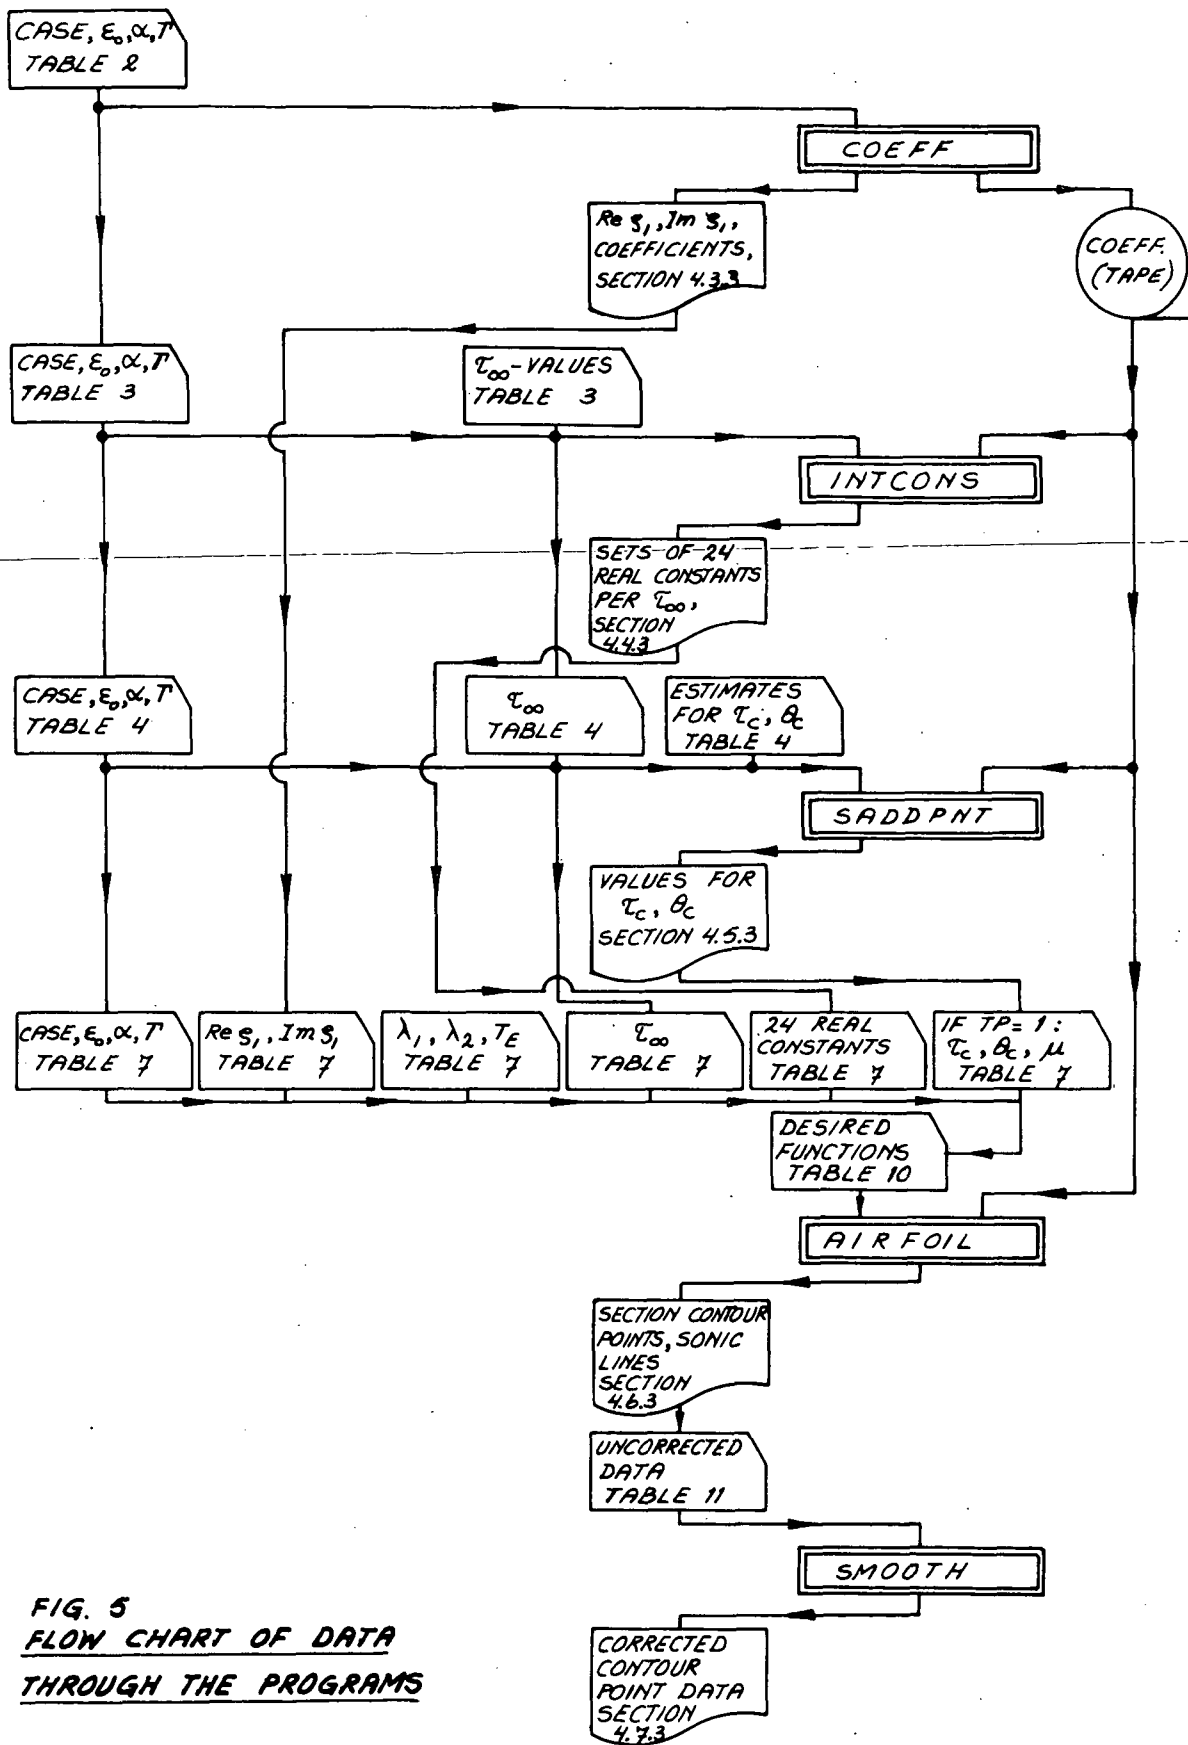 CASE, ε₀, α, T
TABLE 2
COEFF
Re ς₁, Im ς₁,
COEFFICIENTS,
SECTION 4.3.3
COEFF.
(TAPE)
CASE, ε₀, α, T
TABLE 3
τ∞-VALUES
TABLE 3
INTCONS
SETS OF 24
REAL CONSTANTS
PER τ∞,
SECTION
4.4.3
CASE, ε₀, α, T
TABLE 4
τ∞
TABLE 4
ESTIMATES
FOR τc, θc
TABLE 4
SADDPNT
VALUES FOR
τc, θc
SECTION 4.5.3
CASE, ε₀, α, T
TABLE 7
Re ς₁, Im ς₁
TABLE 7
λ₁, λ₂, TE
TABLE 7
τ∞
TABLE 7
24 REAL
CONSTANTS
TABLE 7
IF TP = 1:
τc, θc, μ
TABLE 7
DESIRED
FUNCTIONS
TABLE 10
AIRFOIL
SECTION CONTOUR
POINTS, SONIC
LINES
SECTION
4.6.3
UNCORRECTED
DATA
TABLE 11
SMOOTH
CORRECTED
CONTOUR
POINT DATA
SECTION
4.7.3
FIG. 5
FLOW CHART OF DATA
THROUGH THE PROGRAMS